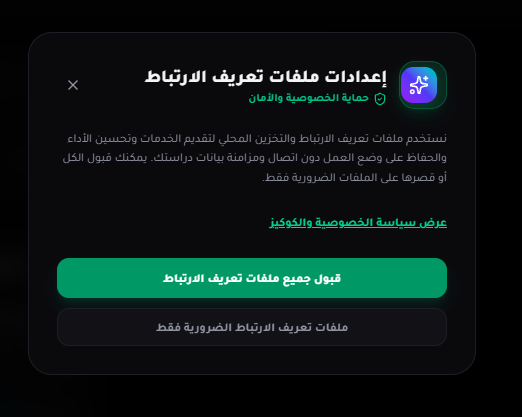 إعدادات ملفات تعريف الارتباط
حماية الخصوصية والأمان
نستخدم ملفات تعريف الارتباط والتخزين المحلي لتقديم الخدمات وتحسين الأداء
والحفاظ على وضع العمل دون اتصال ومزامنة بيانات دراستك. يمكنك قبول الكل
أو قصرها على الملفات الضرورية فقط.
عرض سياسة الخصوصية والكوكيز
قبول جميع ملفات تعريف الارتباط
ملفات تعريف الارتباط الضرورية فقط